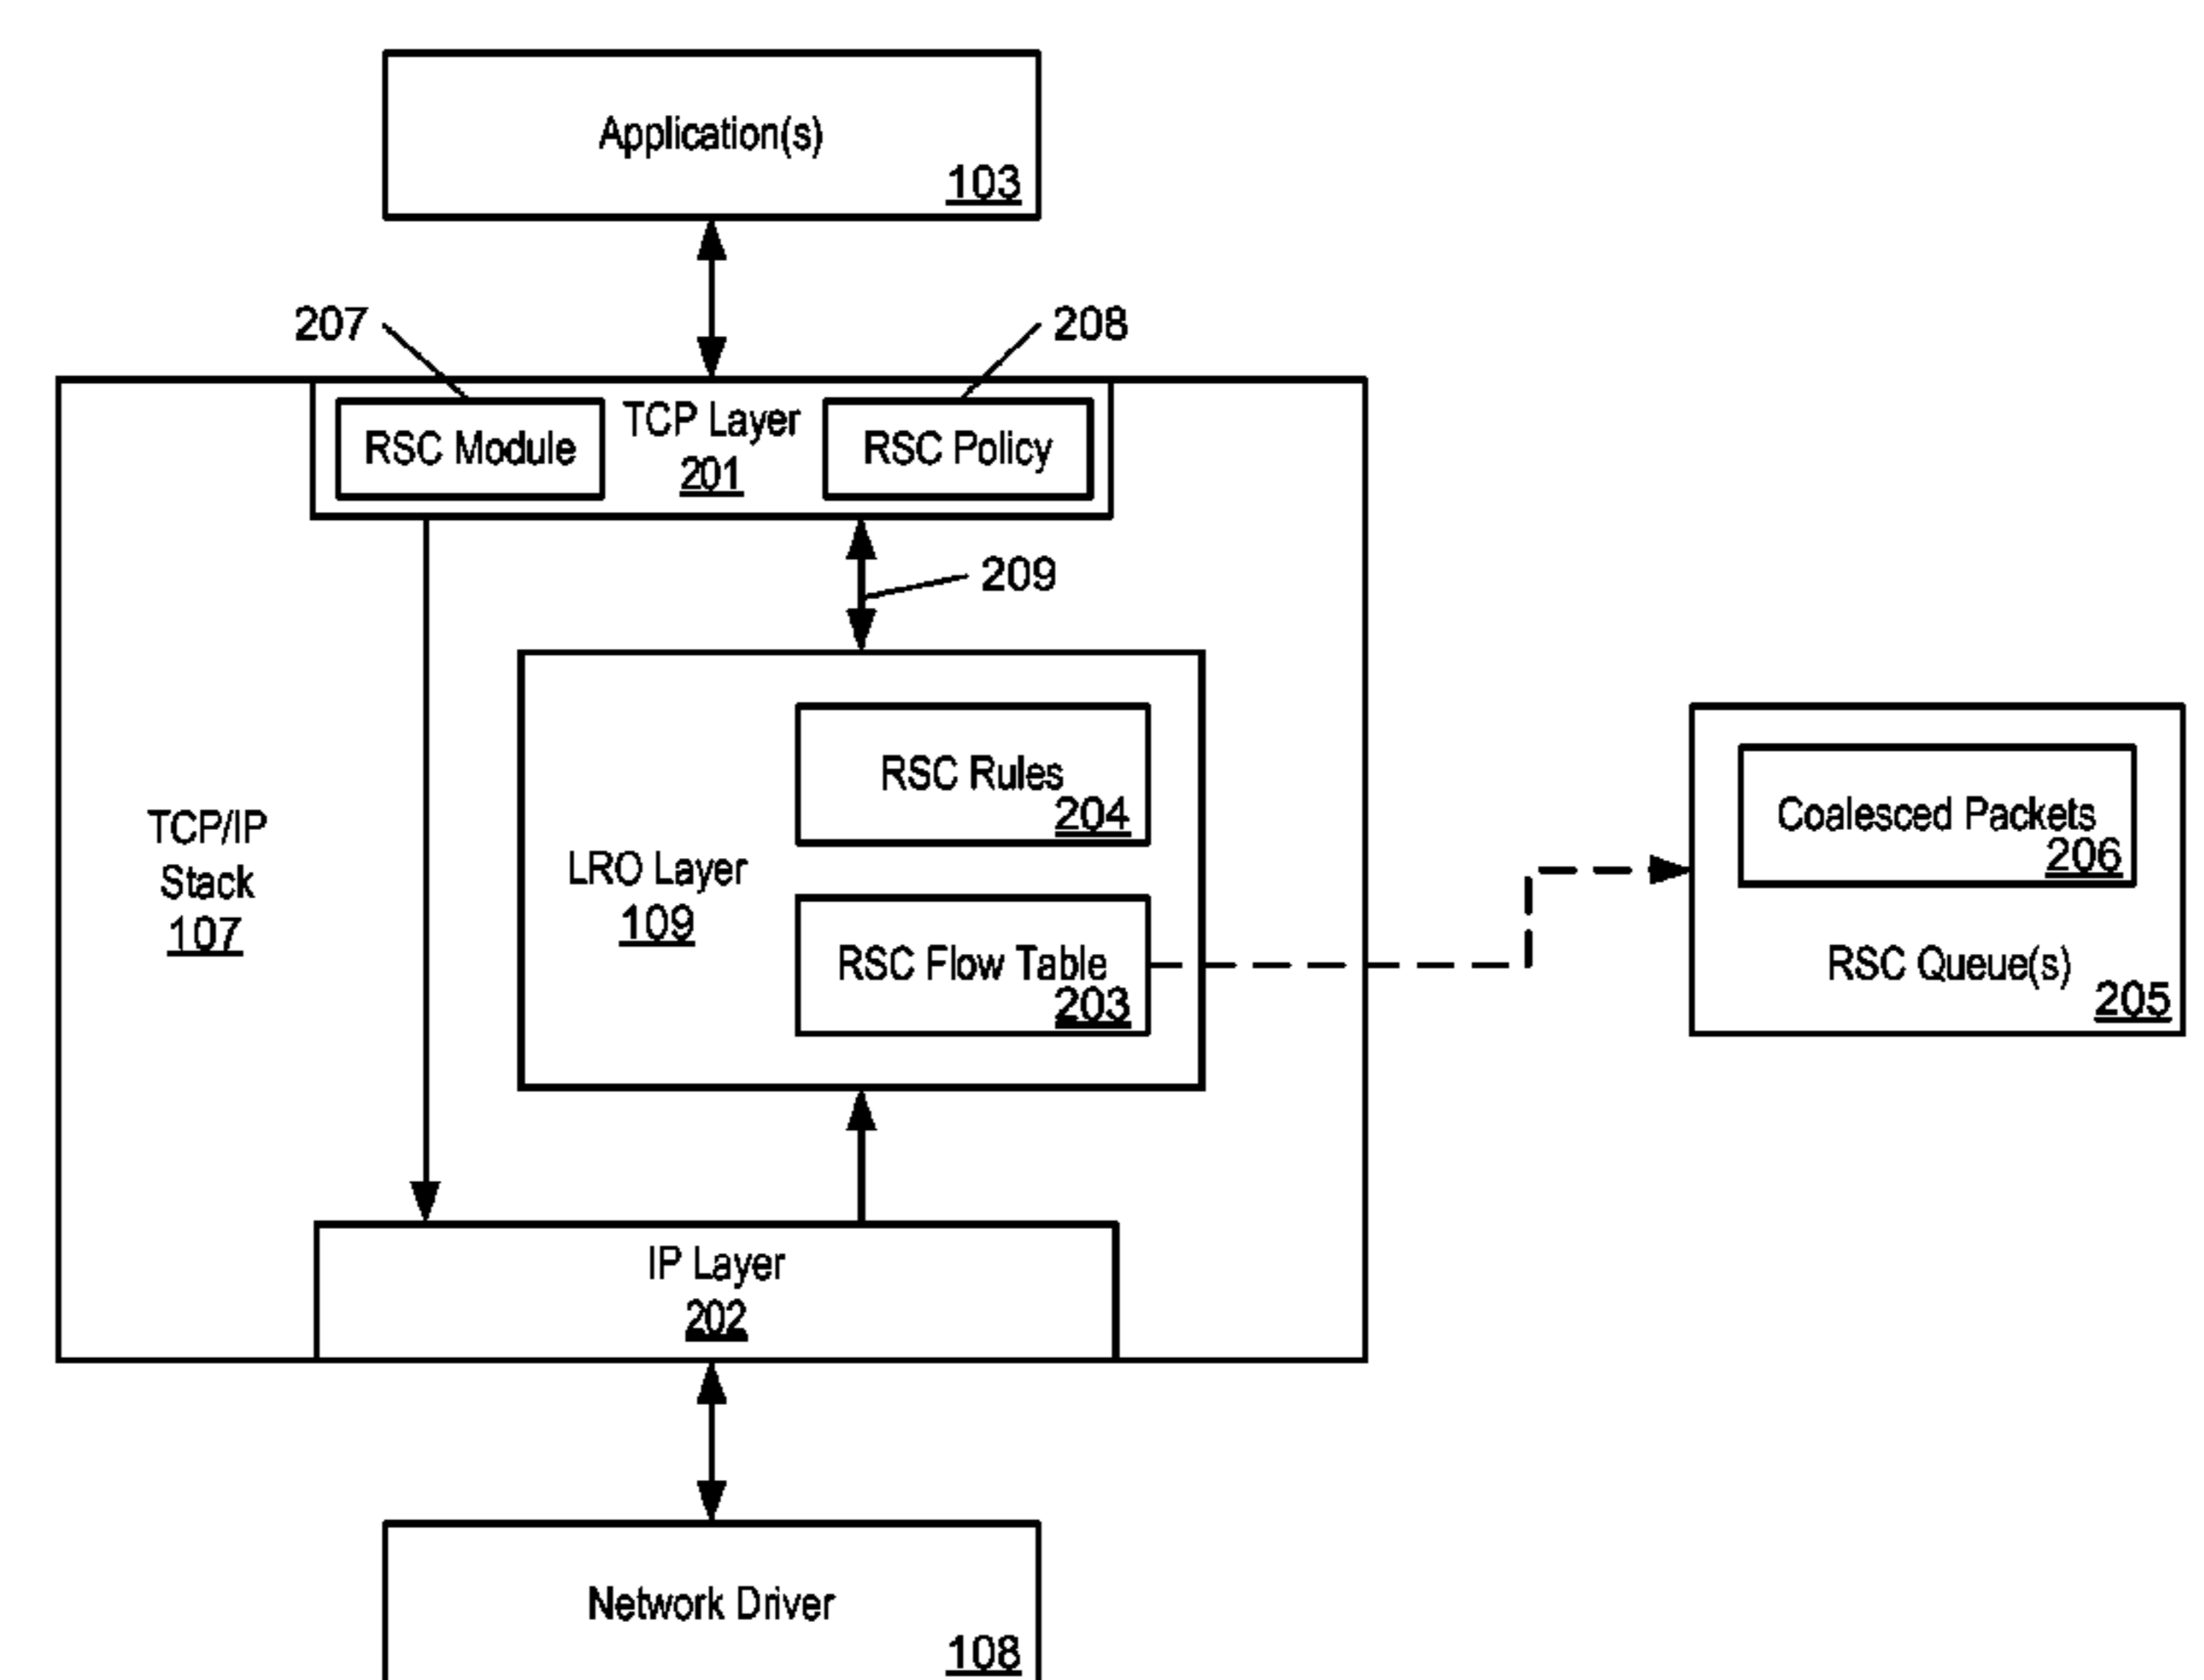 Application(s)
103
207
208
RSC Module
TCP Layer
201
RSC Policy
209
RSC Rules
204
TCP/IP
Stack
107
LRO Layer
109
RSC Flow Table
203
Coalesced Packets
206
RSC Queue(s)
205
IP Layer
202
Network Driver
108